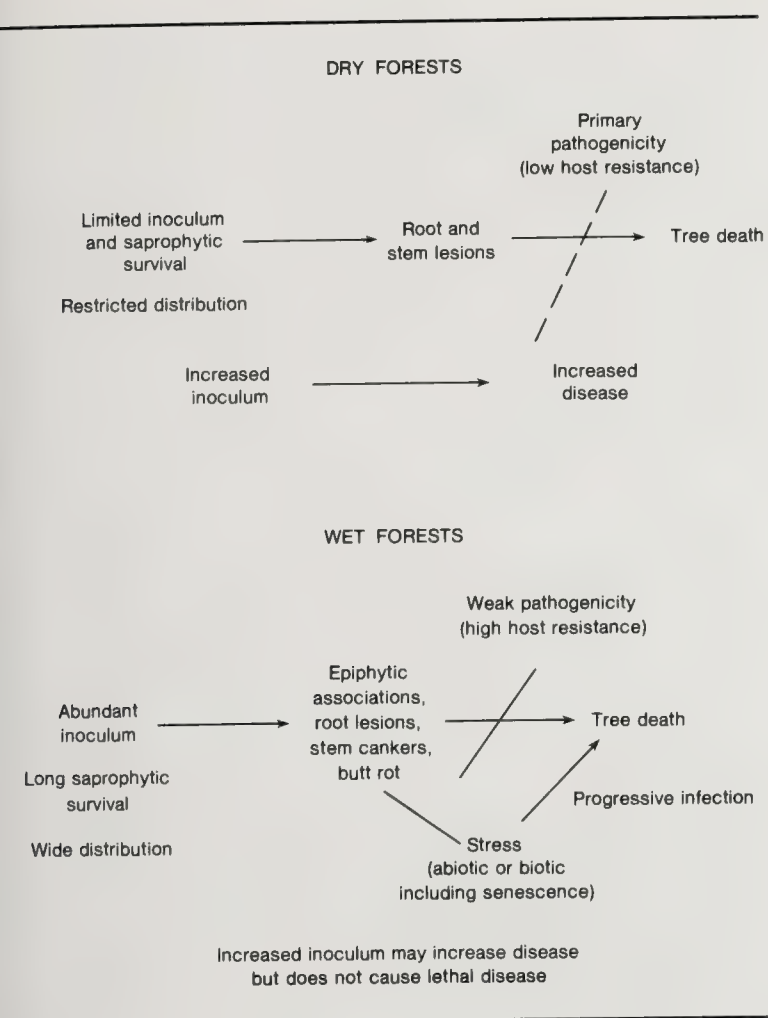 DRY FORESTS
Primary
pathogenicity
(low host resistance)
Limited inoculum
and saprophytic
survival
Root and
stem lesions
Tree death
Restricted distribution
Increased
inoculum
Increased
disease
WET FORESTS
Weak pathogenicity
(high host resistance)
Epiphytic
associations,
root lesions,
stem cankers,
butt rot
Abundant
inoculum
Tree death
Long saprophytic
survival
Progressive infection
Wide distribution
Stress
(abiotic or biotic
including senescence)
Increased inoculum may increase disease
but does not cause lethal disease